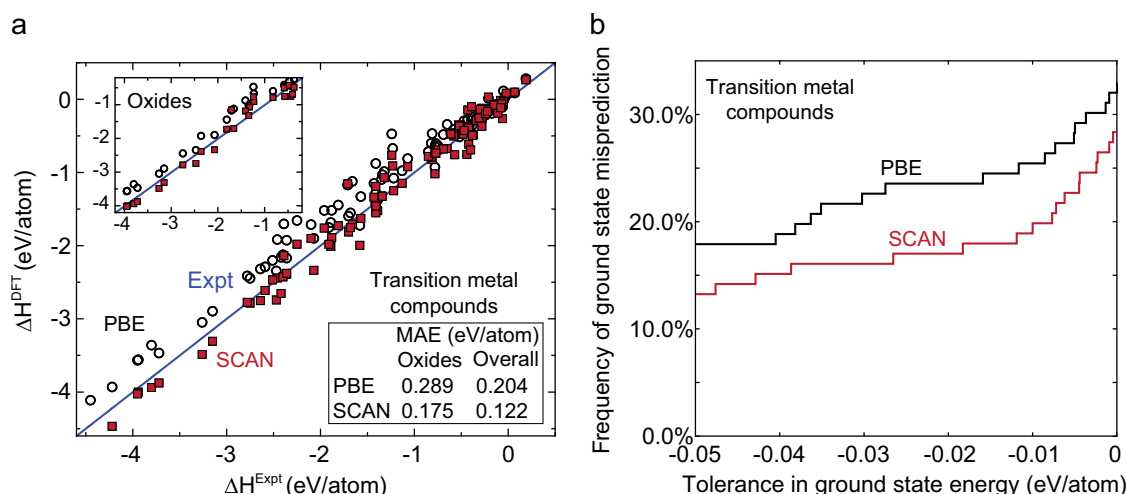 a
0
-1
-2
-3
-4
ΔH^DFT (eV/atom)
-4 -3 -2 -1 0
ΔH^Expt (eV/atom)
Oxides
-1
-2
-3
-4
-4 -3 -2 -1
Expt
PBE
SCAN
Transition metal
compounds
MAE (eV/atom)
Oxides Overall
PBE 0.289 0.204
SCAN 0.175 0.122
b
Transition metal
compounds
Frequency of ground state misprediction
30.0%
20.0%
10.0%
0.0%
PBE
SCAN
-0.05 -0.04 -0.03 -0.02 -0.01 0
Tolerance in ground state energy (eV/atom)